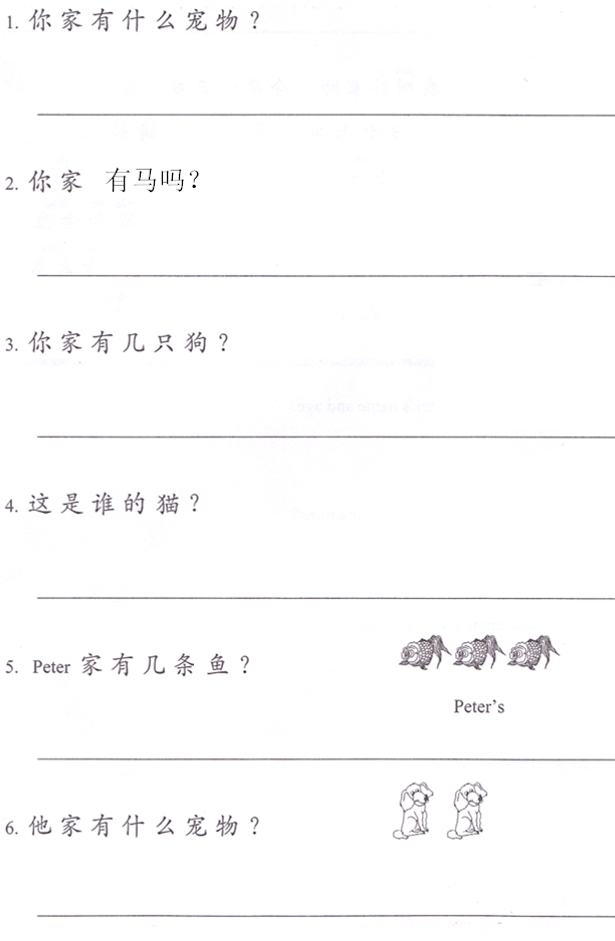 1. 你家有什么宠物？
2. 你家 有马吗？
3. 你家有几只狗？
4. 这是谁的猫？
5. Peter 家有几条鱼？
Peter's
6. 他家有什么宠物？